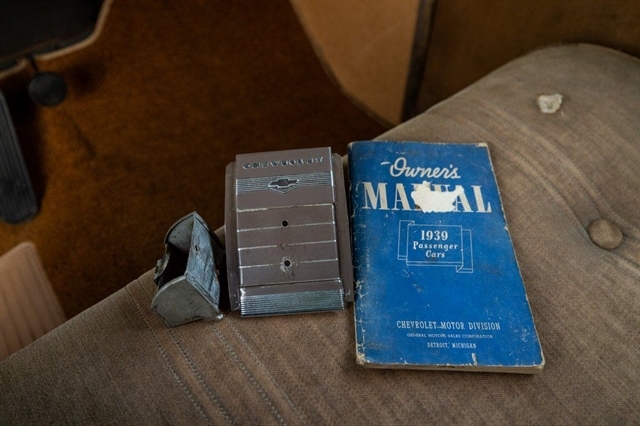 CHEVROLET
Owner's
MANUAL
1939
Passenger
Cars
CHEVROLET MOTOR DIVISION
GENERAL MOTORS SALES CORPORATION
DETROIT, MICHIGAN